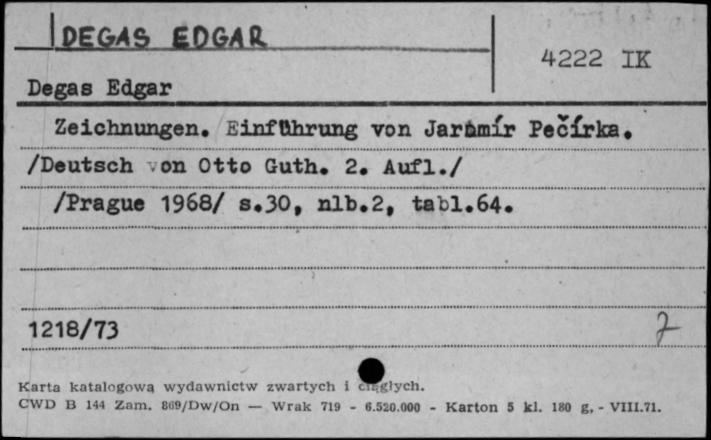 DEGAS EDGAR
4222 IK
Degas Edgar
Zeichnungen. Einführung von Jaromír Pečírka.
/Deutsch von Otto Guth. 2. Aufl./
/Prague 1968/ s.30, nlb.2, tabl.64.
1218/73
7
Karta katalogowa wydawnictw zwartych i ciągłych.
CWD B 144 Zam. 869/Dw/On — Wrak 719 - 6.520.000 - Karton 5 kl. 180 g, - VIII.71.